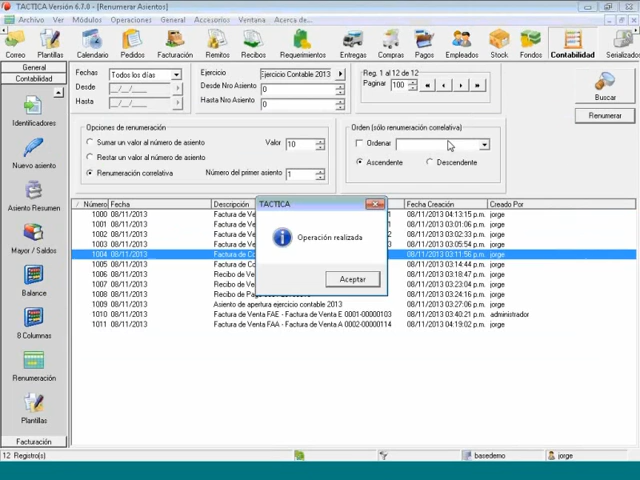 TACTICA Versión 6.1.0 - [Renumerar Asientos]
Archivo Ver Módulos Operaciones General Accesorios Ventana Acerca de...
Correo Plantillas Calendario Pedidos Facturación Remitos Recibos Requerimientos Entregas Compras Pagos Empleados Stock Fondos Contabilidad Serializados
General
Contabilidad
Identificadores
Nuevo asiento
Asiento Resumen
Mayor / Saldos
Balance
8 Columnas
Renumeración
Plantillas
Facturación
Fechas Todos los días
Desde __/__/__
Hasta __/__/__
Ejercicio Ejercicio Contable 2013
Desde Nro Asiento 0
Hasta Nro Asiento 0
Reg. 1 al 12 de 12
Paginar 100
Buscar
Renumerar
Opciones de renumeración
Sumar un valor al número de asiento Valor 10
Restar un valor al número de asiento
Renumeración correlativa Número del primer asiento 1
Orden (sólo renumeración correlativa)
Ordenar
Ascendente Descendente
Número Fecha Descripción Fecha Creación Creado Por
1000 08/11/2013 Factura de Ve 08/11/2013 04:13:15 p.m. jorge
1001 08/11/2013 Factura de Ve 08/11/2013 03:01:06 p.m. jorge
1002 08/11/2013 Factura de Ve 08/11/2013 03:02:33 p.m. jorge
1003 08/11/2013 Factura de Ve 08/11/2013 03:05:54 p.m. jorge
1004 08/11/2013 Factura de Co 08/11/2013 03:11:56 p.m. jorge
1005 08/11/2013 Factura de Co 08/11/2013 03:14:44 p.m. jorge
1006 08/11/2013 Recibo de Ve 08/11/2013 03:18:47 p.m. jorge
1007 08/11/2013 Recibo de Ve 08/11/2013 03:23:04 p.m. jorge
1008 08/11/2013 Recibo de Pag 08/11/2013 03:24:16 p.m. jorge
1009 08/11/2013 Asiento de apertura ejercicio contable 2013 08/11/2013 03:27:06 p.m. jorge
1010 08/11/2013 Factura de Venta FAE - Factura de Venta E 0001-00000103 08/11/2013 03:40:21 p.m. administrador
1011 08/11/2013 Factura de Venta FAA - Factura de Venta A 0002-00000114 08/11/2013 04:19:02 p.m. jorge
TACTICA
Operación realizada
Aceptar
12 Registro(s) basedemo jorge